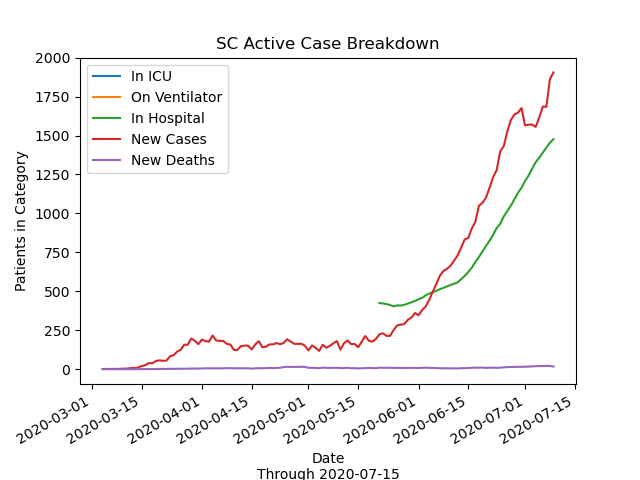 SC Active Case Breakdown
2000
1750
1500
1250
1000
750
500
250
0
Patients in Category
In ICU
On Ventilator
In Hospital
New Cases
New Deaths
2020-03-01
2020-03-15
2020-04-01
2020-04-15
2020-05-01
2020-05-15
2020-06-01
2020-06-15
2020-07-01
2020-07-15
Date
Through 2020-07-15